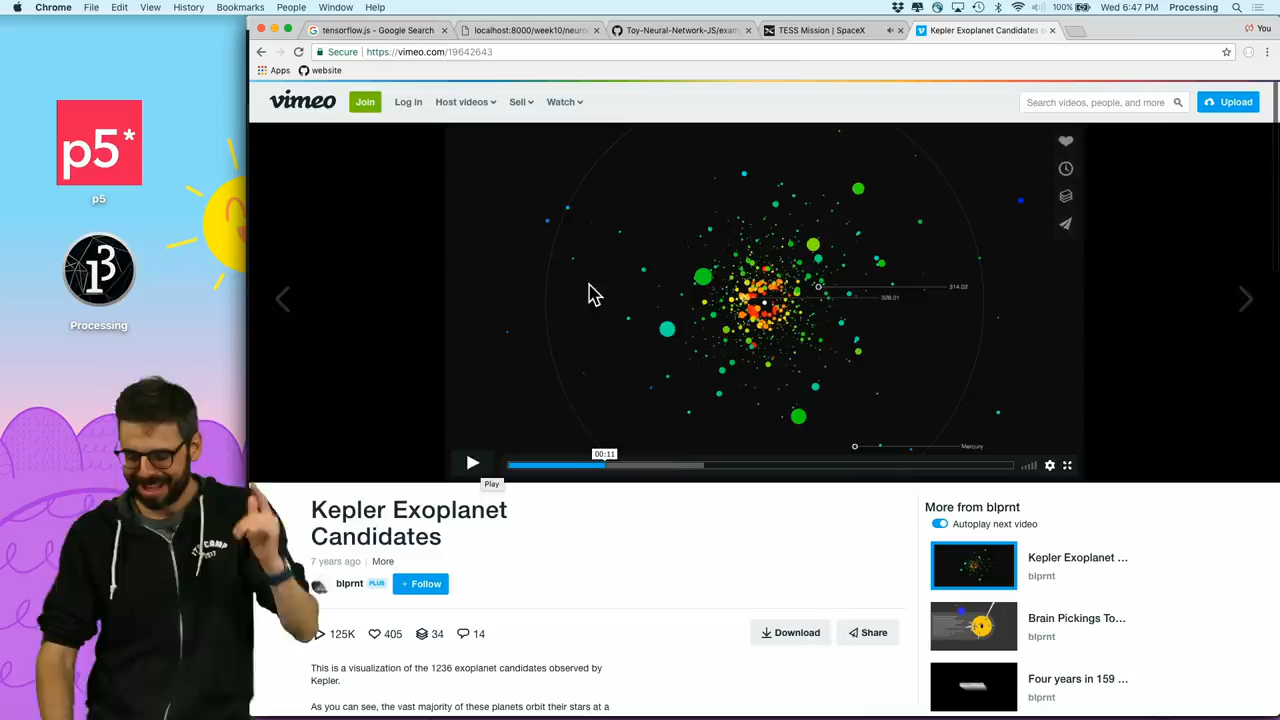 Chrome File Edit View History Bookmarks People Window Help 100% Wed 6:47 PM Processing
tensorflow.js - Google Search localhost:8000/week10/neuro Toy-Neural-Network-JS/exam TESS Mission | SpaceX Kepler Exoplanet Candidates o You
Secure https://vimeo.com/19642643
Apps website
vimeo Join Log in Host videos Sell Watch Search videos, people, and more Upload
p5*
p5
Processing
314.02
326.01
Mercury
00:11
Play
Kepler Exoplanet
Candidates
7 years ago More
blprnt PLUS + Follow
125K 405 34 14
Download Share
This is a visualization of the 1236 exoplanet candidates observed by
Kepler.
As you can see, the vast majority of these planets orbit their stars at a
More from blprnt
Autoplay next video
Kepler Exoplanet ...
blprnt
Brain Pickings To...
blprnt
Four years in 159 ...
blprnt